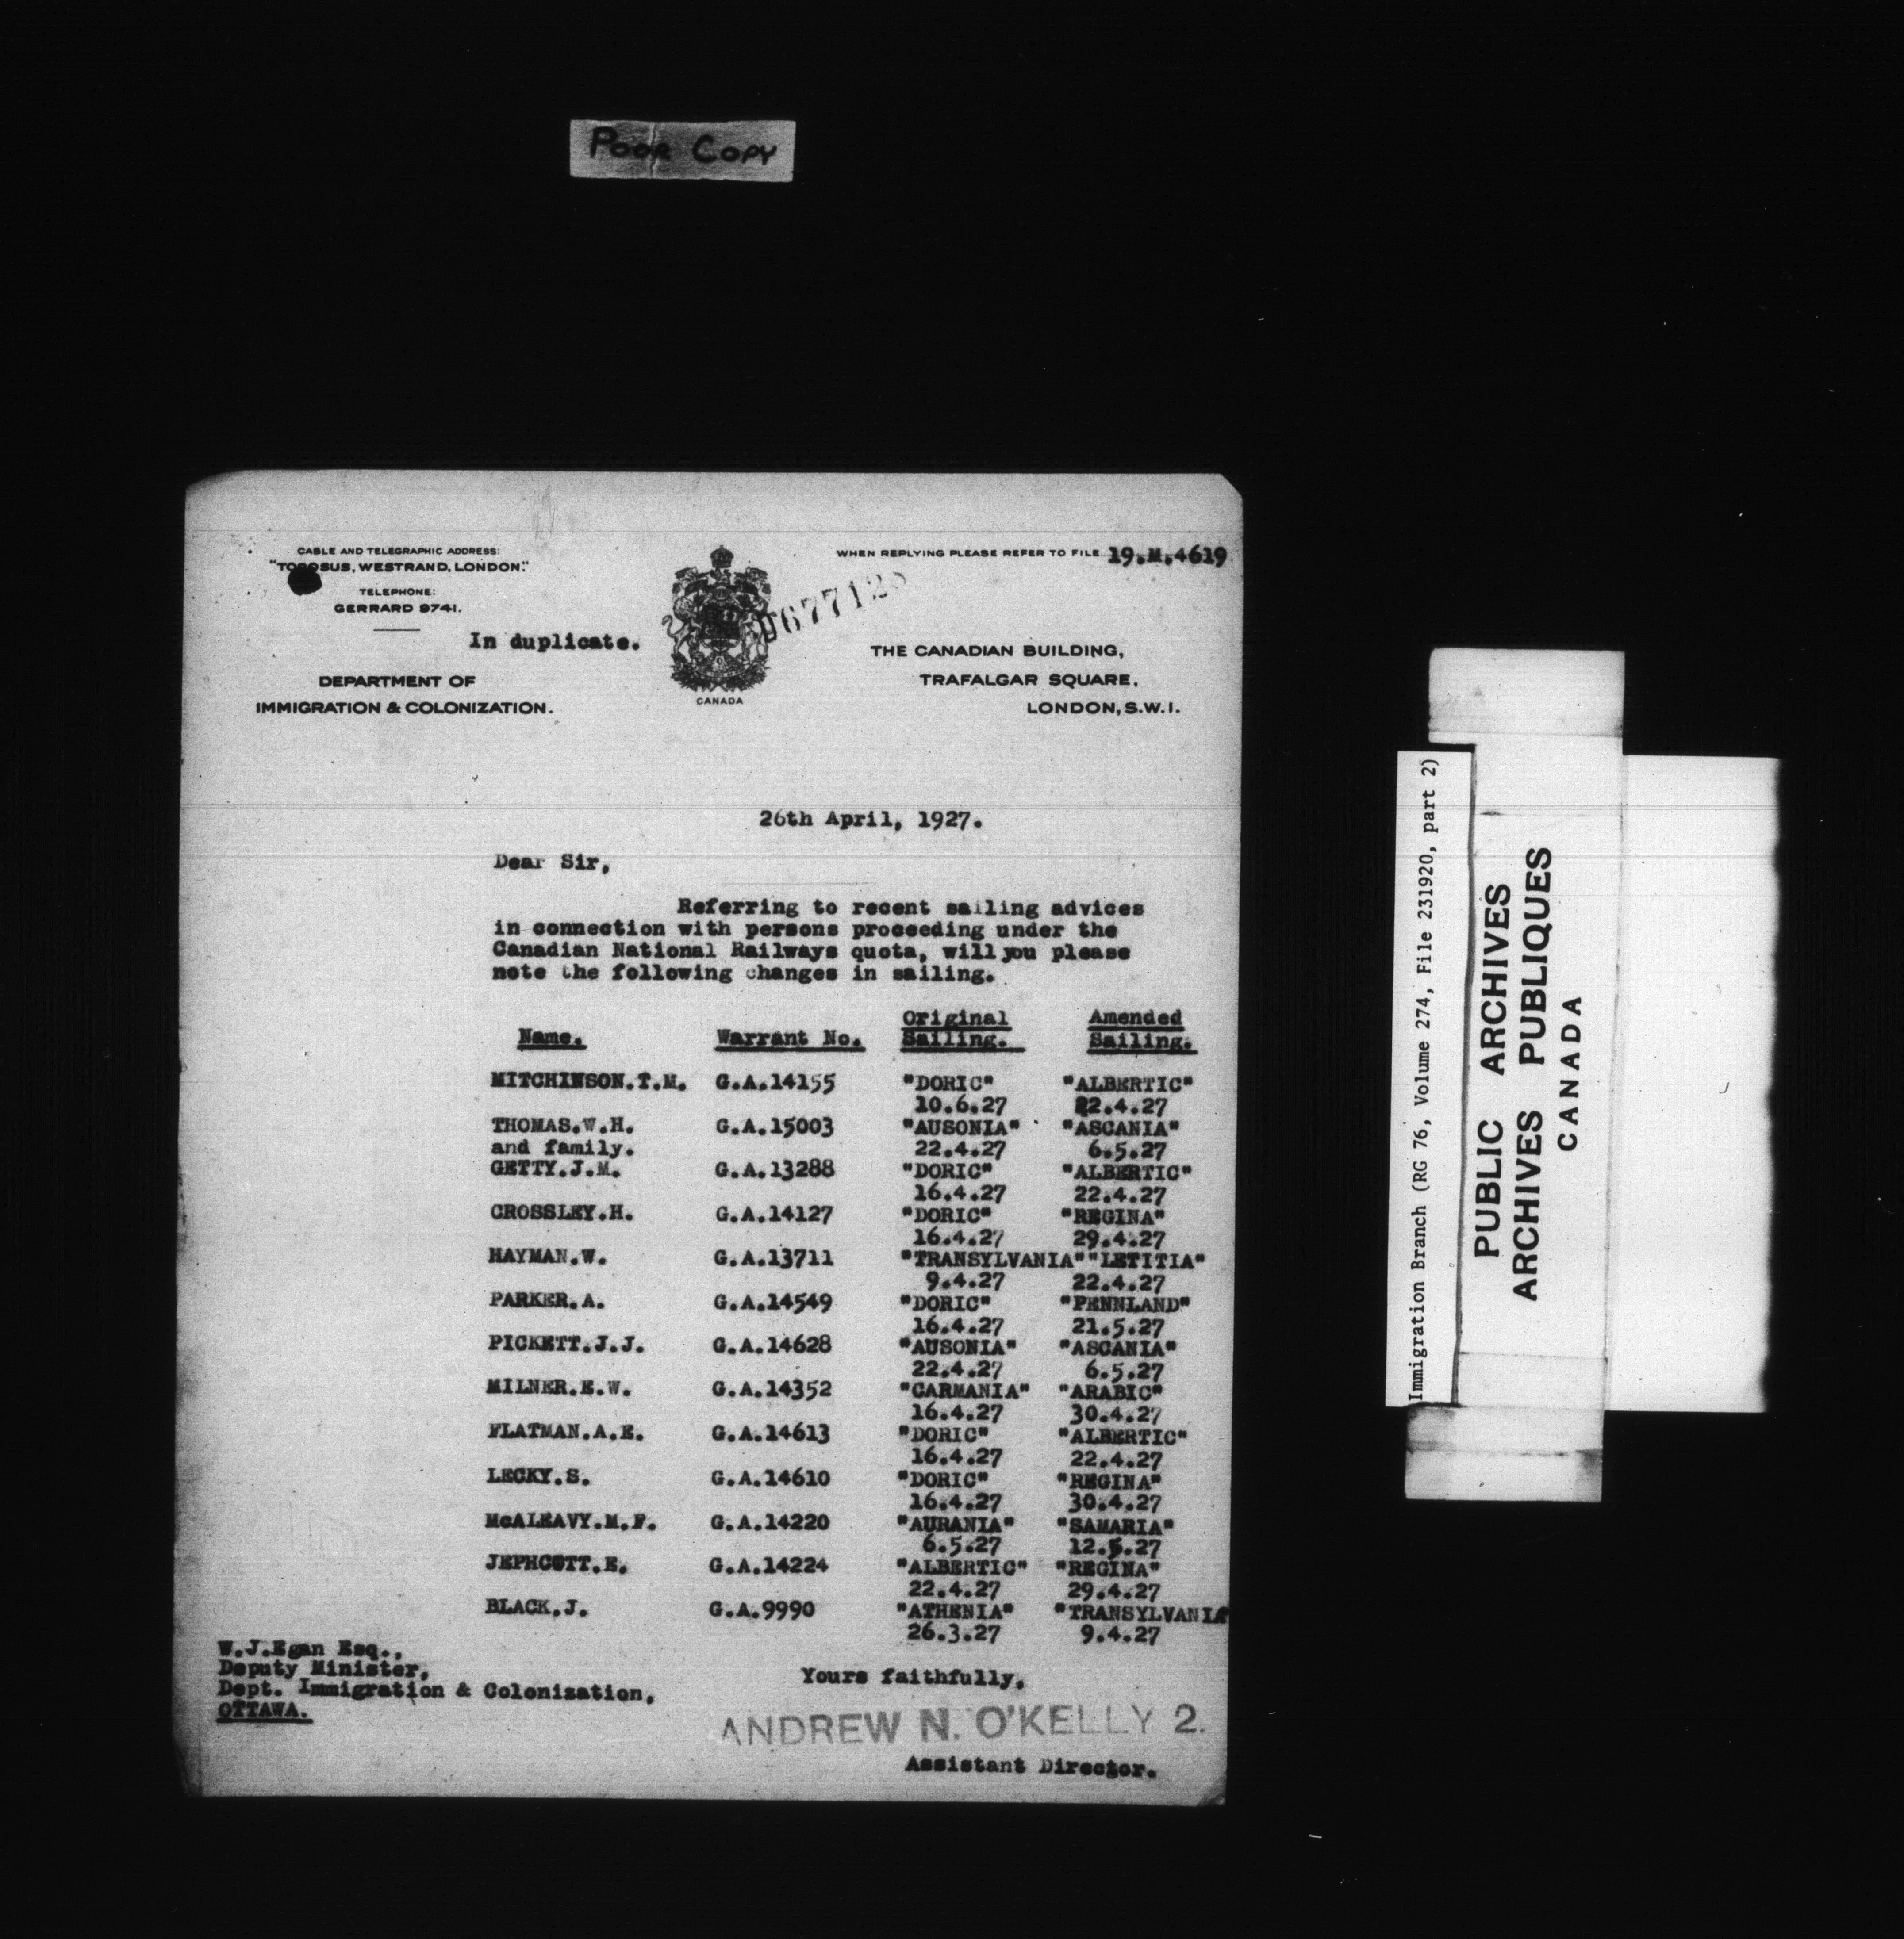 POOR COPY
CABLE AND TELEGRAPHIC ADDRESS:
"TOROSUS, WESTRAND, LONDON."
TELEPHONE:
GERRARD 9741.
In duplicate.
DEPARTMENT OF
IMMIGRATION & COLONIZATION.
CANADA
WHEN REPLYING PLEASE REFER TO FILE 19.M.4619
THE CANADIAN BUILDING,
TRAFALGAR SQUARE,
LONDON, S.W.1.
26th April, 1927.
Dear Sir,
Referring to recent sailing advices
in connection with persons proceeding under the
Canadian National Railways quota, will you please
note the following changes in sailing.
Original Amended
Name. Warrant No. Sailing. Sailing.
MITCHINSON.T.M. G.A.14155 "DORIC" "ALBERTIC"
10.6.27 22.4.27
THOMAS.W.H. G.A.15003 "AUSONIA" "ASCANIA"
and family. 22.4.27 6.5.27
GETTY.J.M. G.A.13288 "DORIC" "ALBERTIC"
16.4.27 22.4.27
CROSSLEY.H. G.A.14127 "DORIC" "REGINA"
16.4.27 29.4.27
HAYMAN.W. G.A.13711 "TRANSYLVANIA" "LETITIA"
9.4.27 22.4.27
PARKER.A. G.A.14549 "DORIC" "PENNLAND"
16.4.27 21.5.27
PICKETT.J.J. G.A.14628 "AUSONIA" "ASCANIA"
22.4.27 6.5.27
MILNER.E.W. G.A.14352 "CARMANIA" "ARABIC"
16.4.27 30.4.27
FLATMAN.A.E. G.A.14613 "DORIC" "ALBERTIC"
16.4.27 22.4.27
LECKY.S. G.A.14610 "DORIC" "REGINA"
16.4.27 30.4.27
McALEAVY.M.F. G.A.14220 "AURANIA" "SAMARIA"
6.5.27 12.5.27
JEPHCOTT.E. G.A.14224 "ALBERTIC" "REGINA"
22.4.27 29.4.27
BLACK.J. G.A.9990 "ATHENIA" "TRANSYLVANIA
26.3.27 9.4.27
W.J.Egan Esq.,
Deputy Minister,
Dept. Immigration & Colonization,
OTTAWA.
Yours faithfully,
ANDREW N. O'KELLY 2.
Assistant Director.
Immigration Branch (RG 76, Volume 274, File 231920, part 2)
PUBLIC ARCHIVES
ARCHIVES PUBLIQUES
CANADA